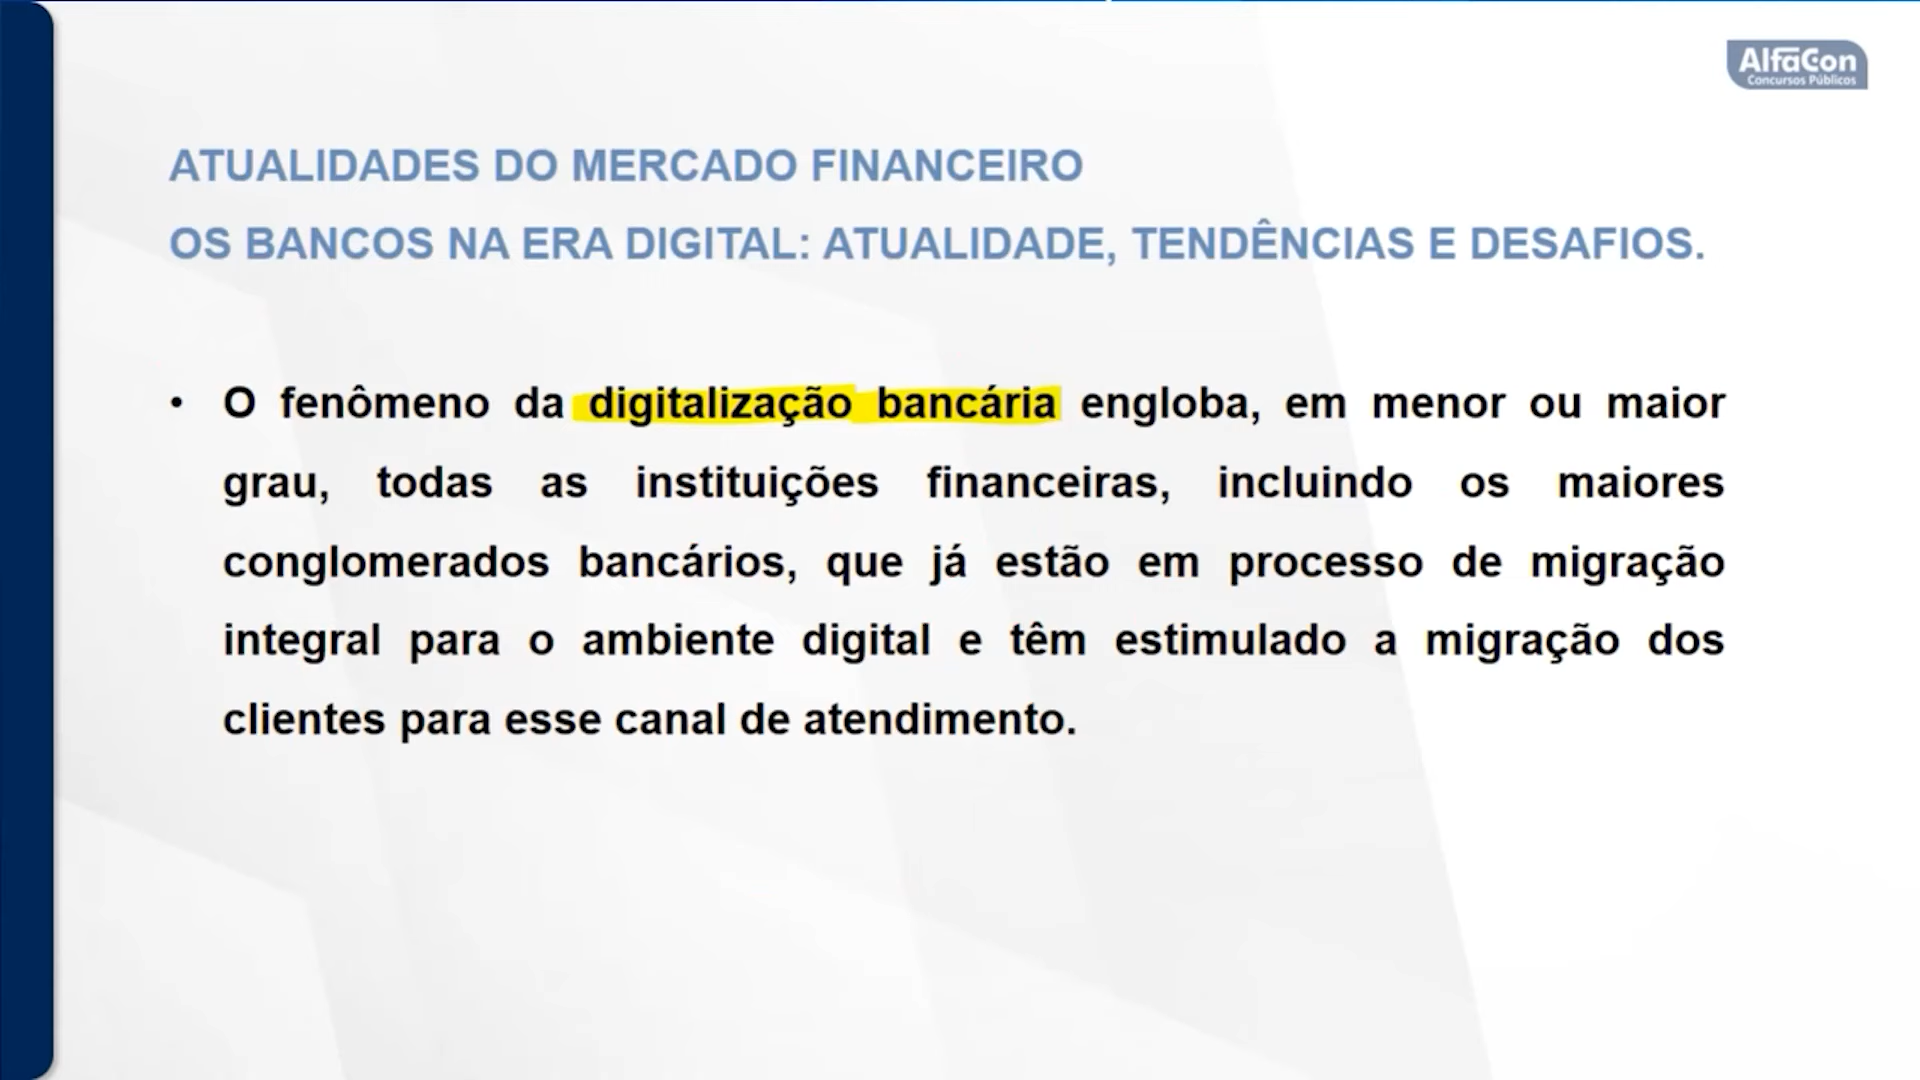 AlfaCon
Concursos Públicos
ATUALIDADES DO MERCADO FINANCEIRO
OS BANCOS NA ERA DIGITAL: ATUALIDADE, TENDÊNCIAS E DESAFIOS.
• O fenômeno da digitalização bancária engloba, em menor ou maior
grau, todas as instituições financeiras, incluindo os maiores
conglomerados bancários, que já estão em processo de migração
integral para o ambiente digital e têm estimulado a migração dos
clientes para esse canal de atendimento.